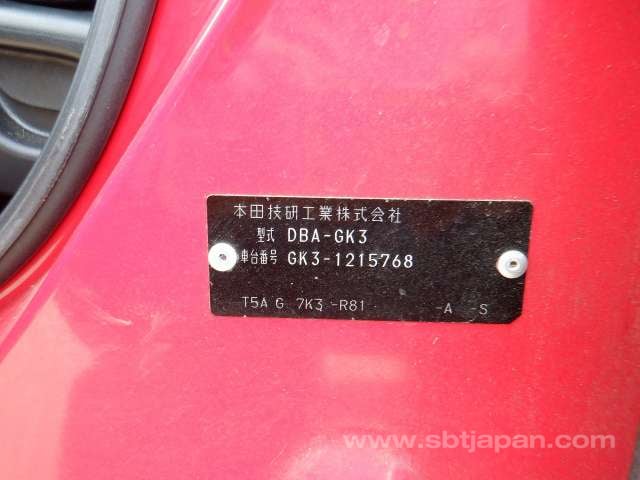 本田技研工業株式会社
型式 DBA-GK3
車台番号 GK3-1215768
T5A G 7K3 -R81 -A -S
www.sbtjapan.com